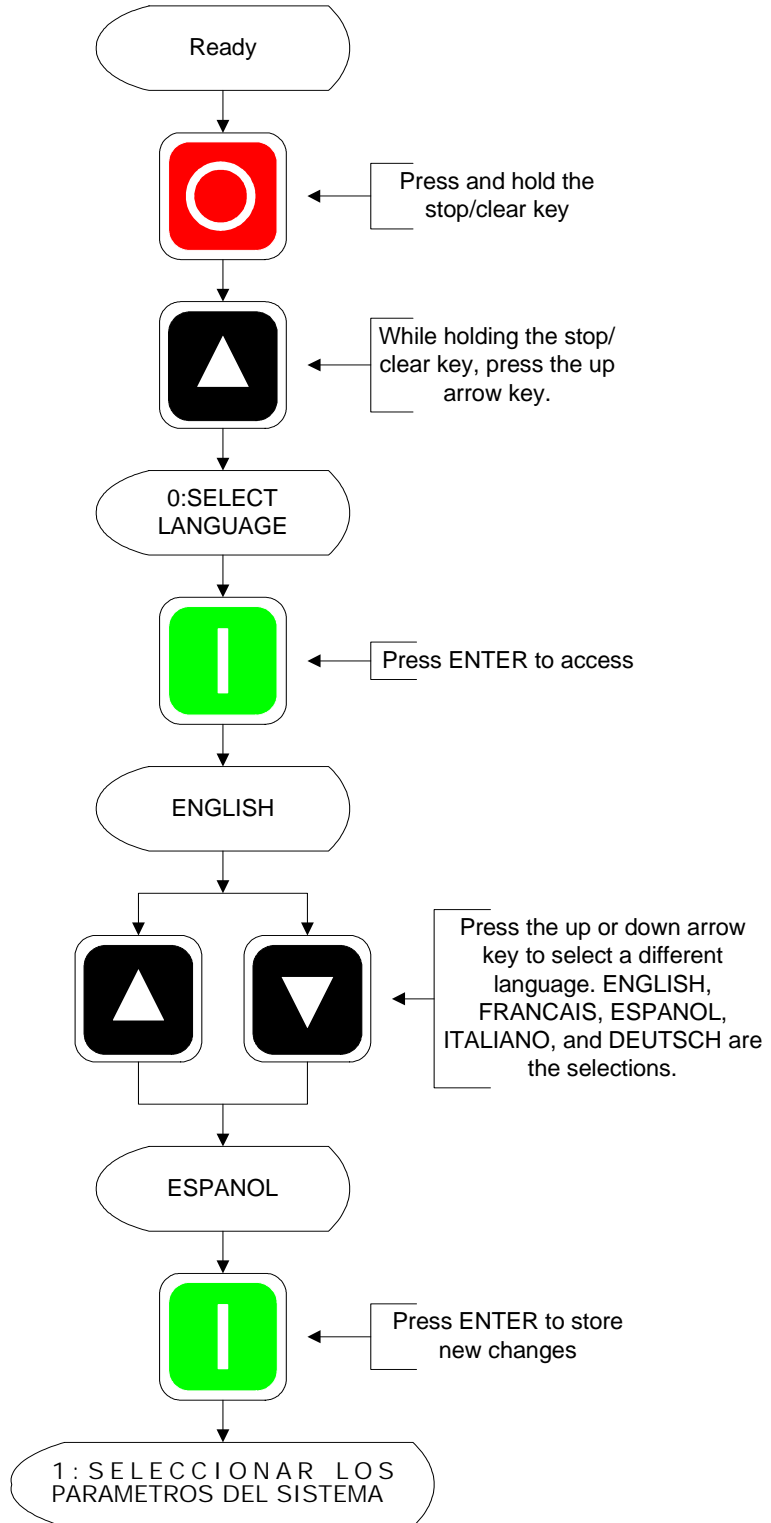 Ready
Press and hold the
stop/clear key
While holding the stop/
clear key, press the up
arrow key.
0:SELECT
LANGUAGE
Press ENTER to access
ENGLISH
Press the up or down arrow
key to select a different
language. ENGLISH,
FRANCAIS, ESPANOL,
ITALIANO, and DEUTSCH are
the selections.
ESPANOL
Press ENTER to store
new changes
1:SELECCIONAR LOS
PARAMETROS DEL SISTEMA